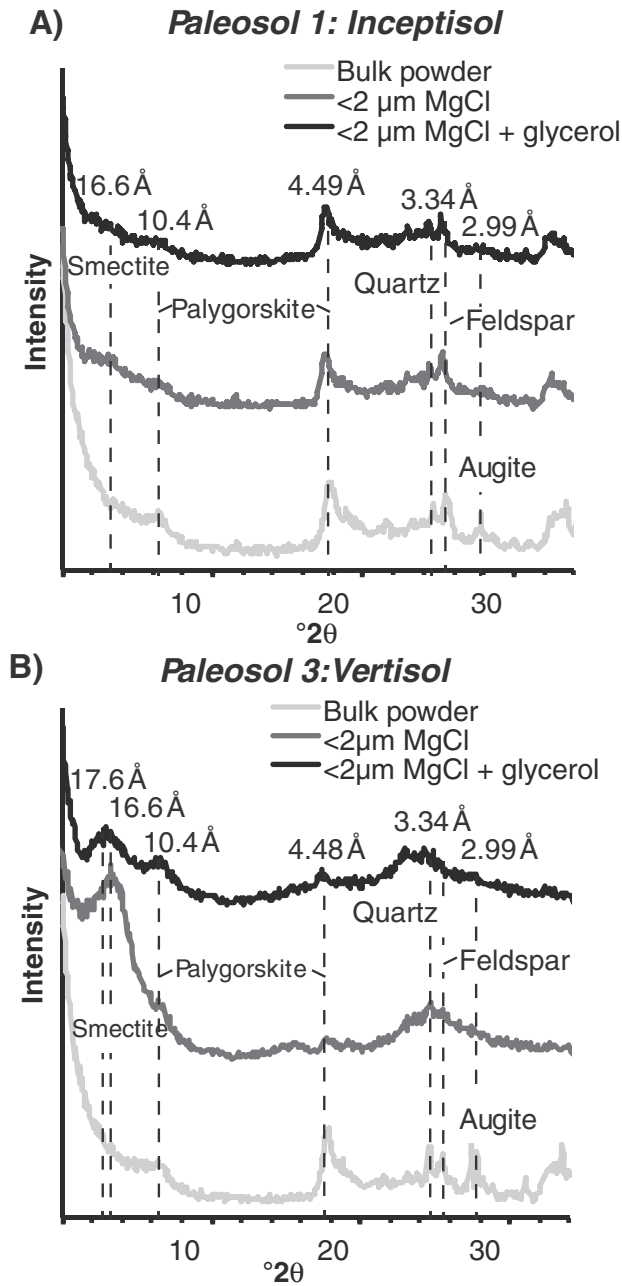 A) Paleosol 1: Inceptisol
Bulk powder
<2 µm MgCl
<2 µm MgCl + glycerol
16.6Å
10.4Å
4.49Å
3.34Å
2.99Å
Smectite
Palygorskite
Quartz
Feldspar
Augite
Intensity
10 20 30
°2θ
B) Paleosol 3:Vertisol
Bulk powder
<2µm MgCl
<2µm MgCl + glycerol
17.6Å
16.6Å
10.4Å
4.48Å
3.34Å
2.99Å
Quartz
Palygorskite
Feldspar
Smectite
Augite
Intensity
10 20 30
°2θ